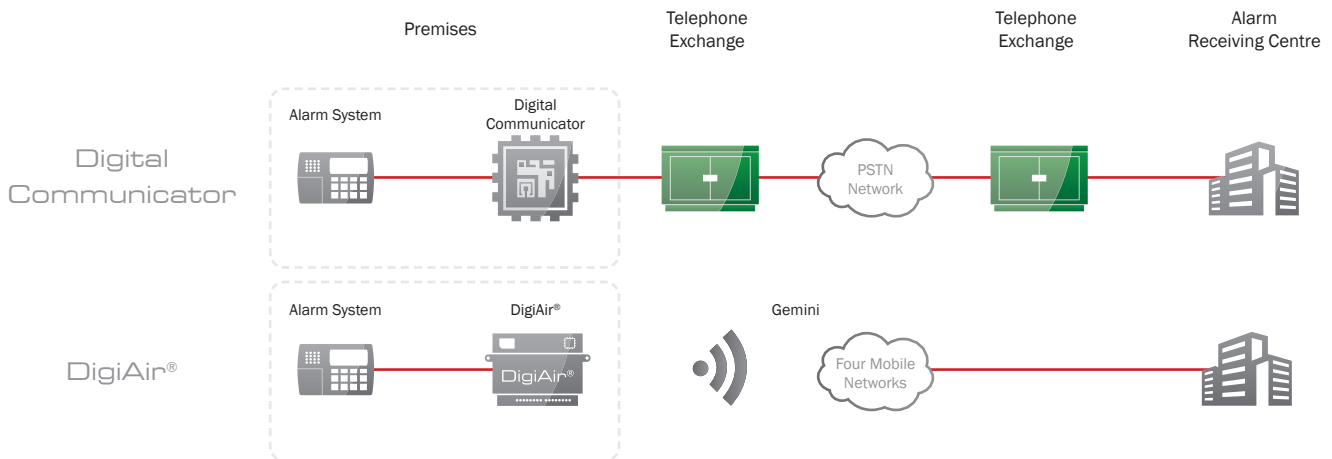 Premises
Telephone
Exchange
Telephone
Exchange
Alarm
Receiving Centre
Digital
Communicator
Alarm System
Digital
Communicator
PSTN
Network
DigiAir®
Alarm System
DigiAir®
DigiAir®
Gemini
Four Mobile
Networks